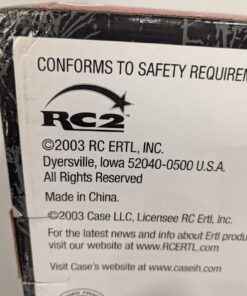 CONFORMS TO SAFETY REQUIREM
RC2
©2003 RC ERTL, INC.
Dyersville, Iowa 52040-0500 U.S.A.
All Rights Reserved
Made in China.
©2003 Case LLC, Licensee RC Ertl, Inc.
For the latest news and info about Ertl produ
visit our website at www.RCERTL.com
Visit Case's website at www.caseih.com